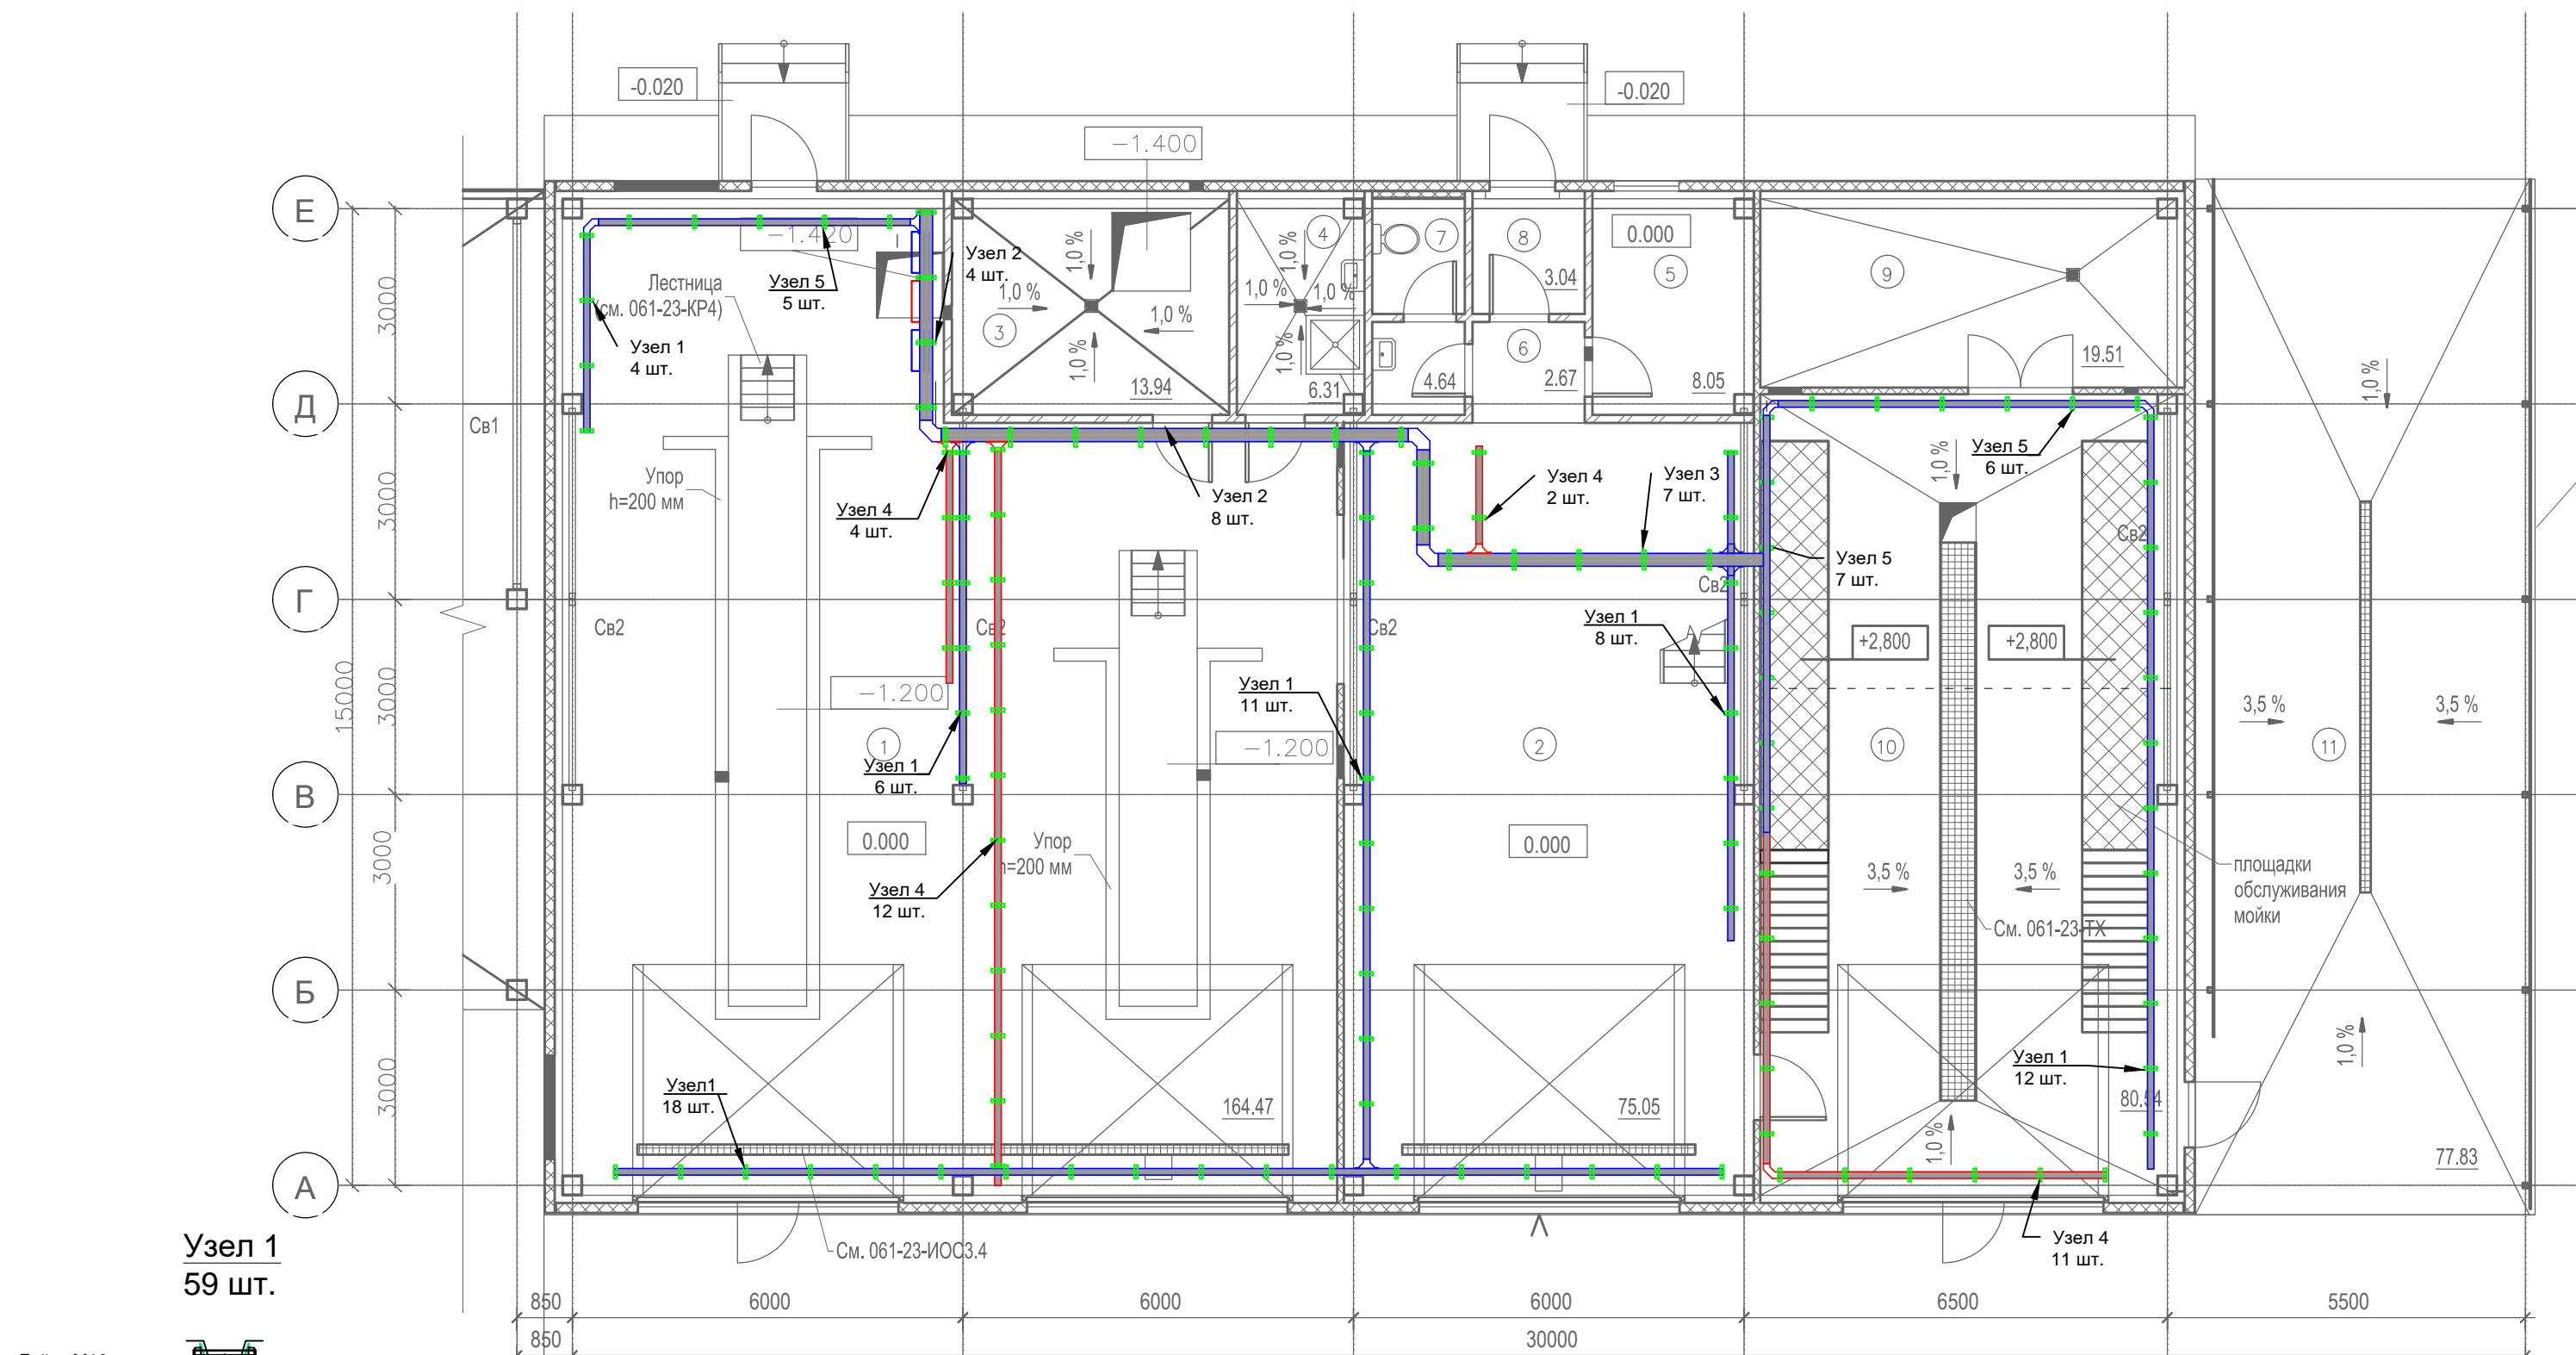 -0.020
-0.020
-1.400
Е
Д
Г
В
Б
А
3000
3000
3000
3000
3000
15000
-1.420
Лестница
(см. 061-23-КР4)
Узел 5
5 шт.
Узел 2
4 шт.
Узел 1
4 шт.
1,0 %
1,0 %
1,0 %
1,0 %
3
13.94
4
1,0 %
1,0 %
1,0 %
1,0 %
6.31
7
4.64
8
3.04
6
2.67
0.000
5
8.05
9
19.51
1,0 %
Св1
Упор
h=200 мм
Узел 4
4 шт.
Узел 2
8 шт.
Узел 4
2 шт.
Узел 3
7 шт.
Узел 5
6 шт.
1,0 %
Св2
Узел 5
7 шт.
Св2
Св2
Св2
Св2
Узел 1
8 шт.
+2,800
+2,800
-1.200
Узел 1
11 шт.
1
-1.200
2
10
3,5 %
3,5 %
11
Узел 1
6 шт.
0.000
Упор
h=200 мм
0.000
Узел 4
12 шт.
3,5 %
3,5 %
площадки
обслуживания
мойки
См. 061-23-ТХ
Узел1
18 шт.
164.47
75.05
Узел 1
12 шт.
80.54
1,0 %
1,0 %
77.83
Узел 4
11 шт.
См. 061-23-ИОС3.4
Узел 1
59 шт.
850
6000
6000
6000
6500
5500
850
30000